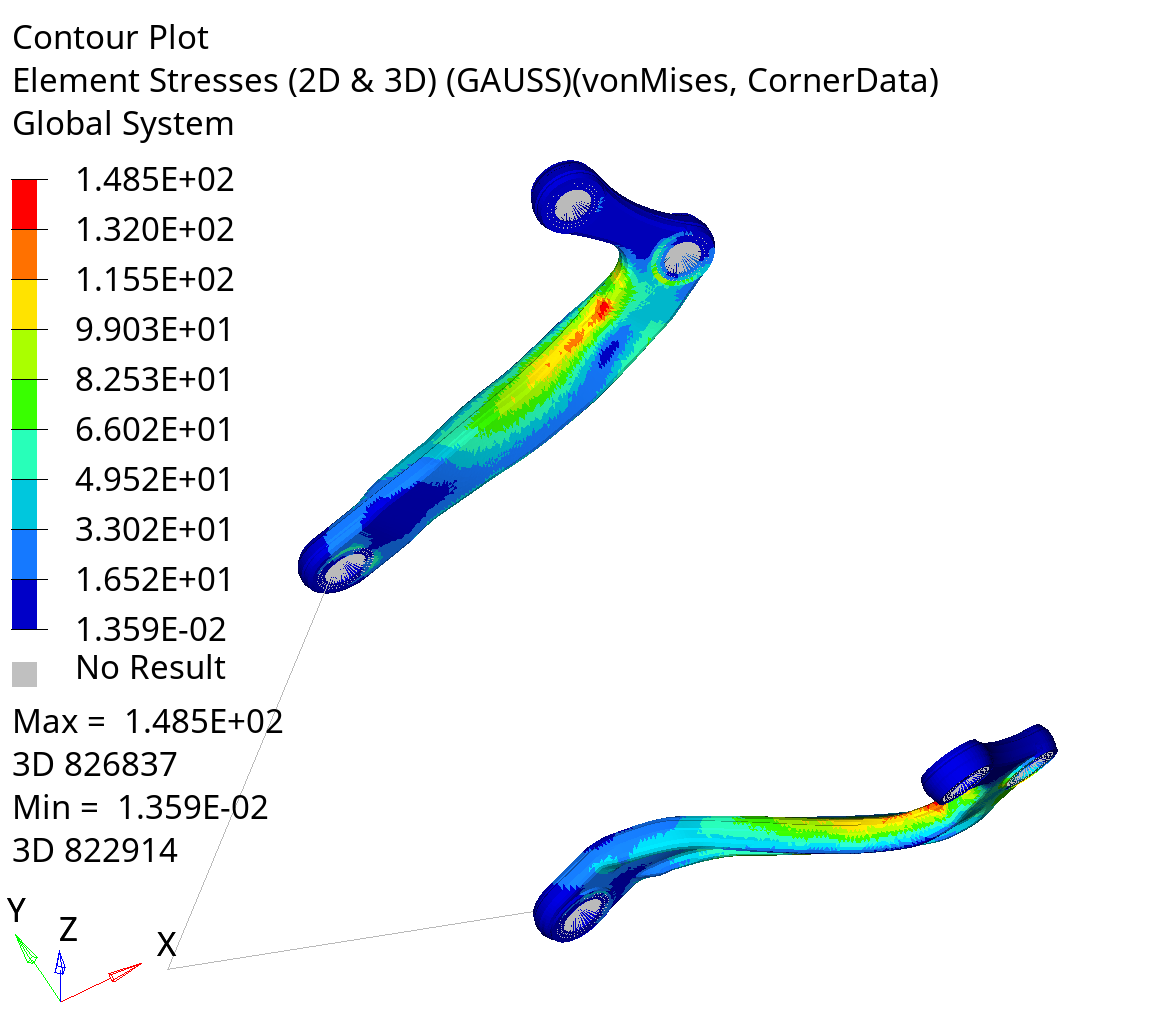 Contour Plot
Element Stresses (2D & 3D) (GAUSS)(vonMises, CornerData)
Global System
1.485E+02
1.320E+02
1.155E+02
9.903E+01
8.253E+01
6.602E+01
4.952E+01
3.302E+01
1.652E+01
1.359E-02
No Result
Max = 1.485E+02
3D 826837
Min = 1.359E-02
3D 822914
Y
Z
X